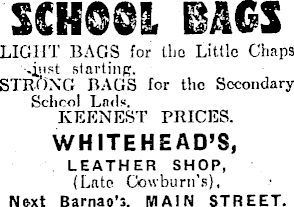 SCHOOL BAGS
LIGHT BAGS for the Little Chaps
just starting.
STRONG BAGS for the Secondary
School Lads.
KEENEST PRICES.
WHITEHEAD'S,
LEATHER SHOP,
(Late Cowburn's),
Next Barnao's. MAIN STREET.